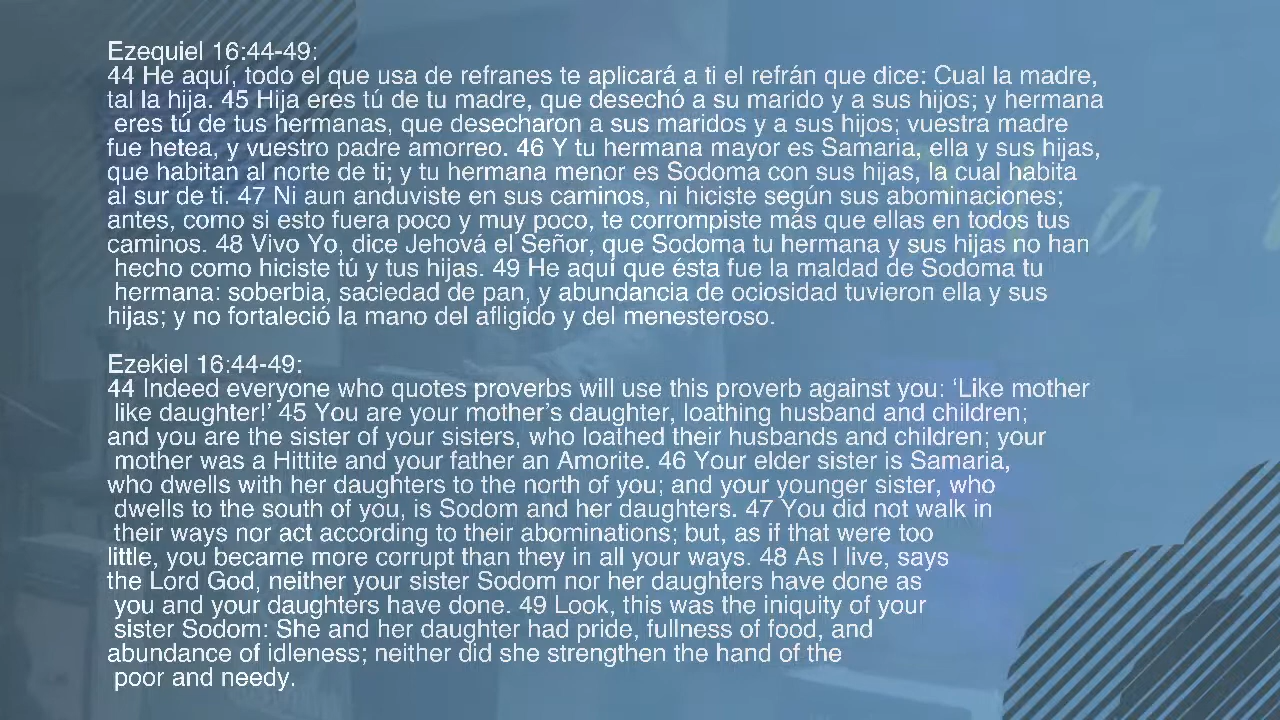 Ezequiel 16:44-49:
44 He aquí, todo el que usa de refranes te aplicará a ti el refrán que dice: Cual la madre,
tal la hija. 45 Hija eres tú de tu madre, que desechó a su marido y a sus hijos; y hermana
eres tú de tus hermanas, que desecharon a sus maridos y a sus hijos; vuestra madre
fue hetea, y vuestro padre amorreo. 46 Y tu hermana mayor es Samaria, ella y sus hijas,
que habitan al norte de ti; y tu hermana menor es Sodoma con sus hijas, la cual habita
al sur de ti. 47 Ni aun anduviste en sus caminos, ni hiciste según sus abominaciones;
antes, como si esto fuera poco y muy poco, te corrompiste más que ellas en todos tus
caminos. 48 Vivo Yo, dice Jehová el Señor, que Sodoma tu hermana y sus hijas no han
hecho como hiciste tú y tus hijas. 49 He aquí que ésta fue la maldad de Sodoma tu
hermana: soberbia, saciedad de pan, y abundancia de ociosidad tuvieron ella y sus
hijas; y no fortaleció la mano del afligido y del menesteroso.
Ezekiel 16:44-49:
44 Indeed everyone who quotes proverbs will use this proverb against you: ‘Like mother
like daughter!’ 45 You are your mother’s daughter, loathing husband and children;
and you are the sister of your sisters, who loathed their husbands and children; your
mother was a Hittite and your father an Amorite. 46 Your elder sister is Samaria,
who dwells with her daughters to the north of you; and your younger sister, who
dwells to the south of you, is Sodom and her daughters. 47 You did not walk in
their ways nor act according to their abominations; but, as if that were too
little, you became more corrupt than they in all your ways. 48 As I live, says
the Lord God, neither your sister Sodom nor her daughters have done as
you and your daughters have done. 49 Look, this was the iniquity of your
sister Sodom: She and her daughter had pride, fullness of food, and
abundance of idleness; neither did she strengthen the hand of the
poor and needy.